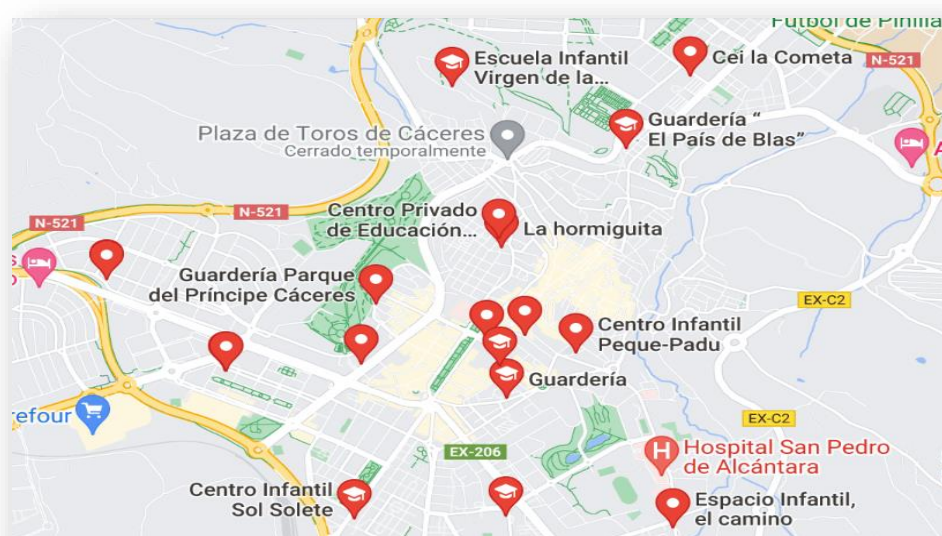 Fútbol de Pinilla
Escuela Infantil
Virgen de la...
Cei la Cometa
N-521
Guardería “
El País de Blas”
Plaza de Toros de Cáceres
Cerrado temporalmente
A
N-521
N-521
Centro Privado
de Educación...
La hormiguita
s
o
Guardería Parque
del Príncipe Cáceres
EX-C2
Centro Infantil
Peque-Padu
Guardería
refour
EX-C2
EX-206
H
Hospital San Pedro
de Alcántara
Centro Infantil
Sol Solete
Espacio Infantil,
el camino